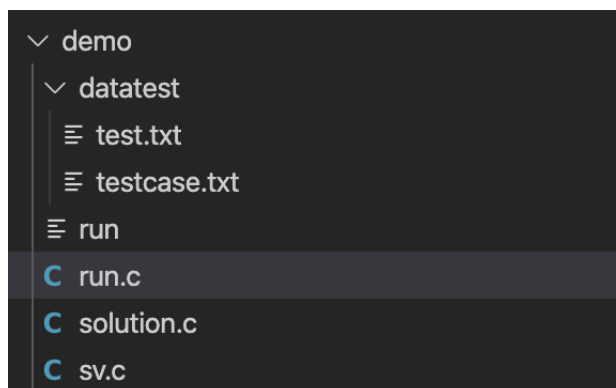 demo
datatest
test.txt
testcase.txt
run
C run.c
C solution.c
C sv.c